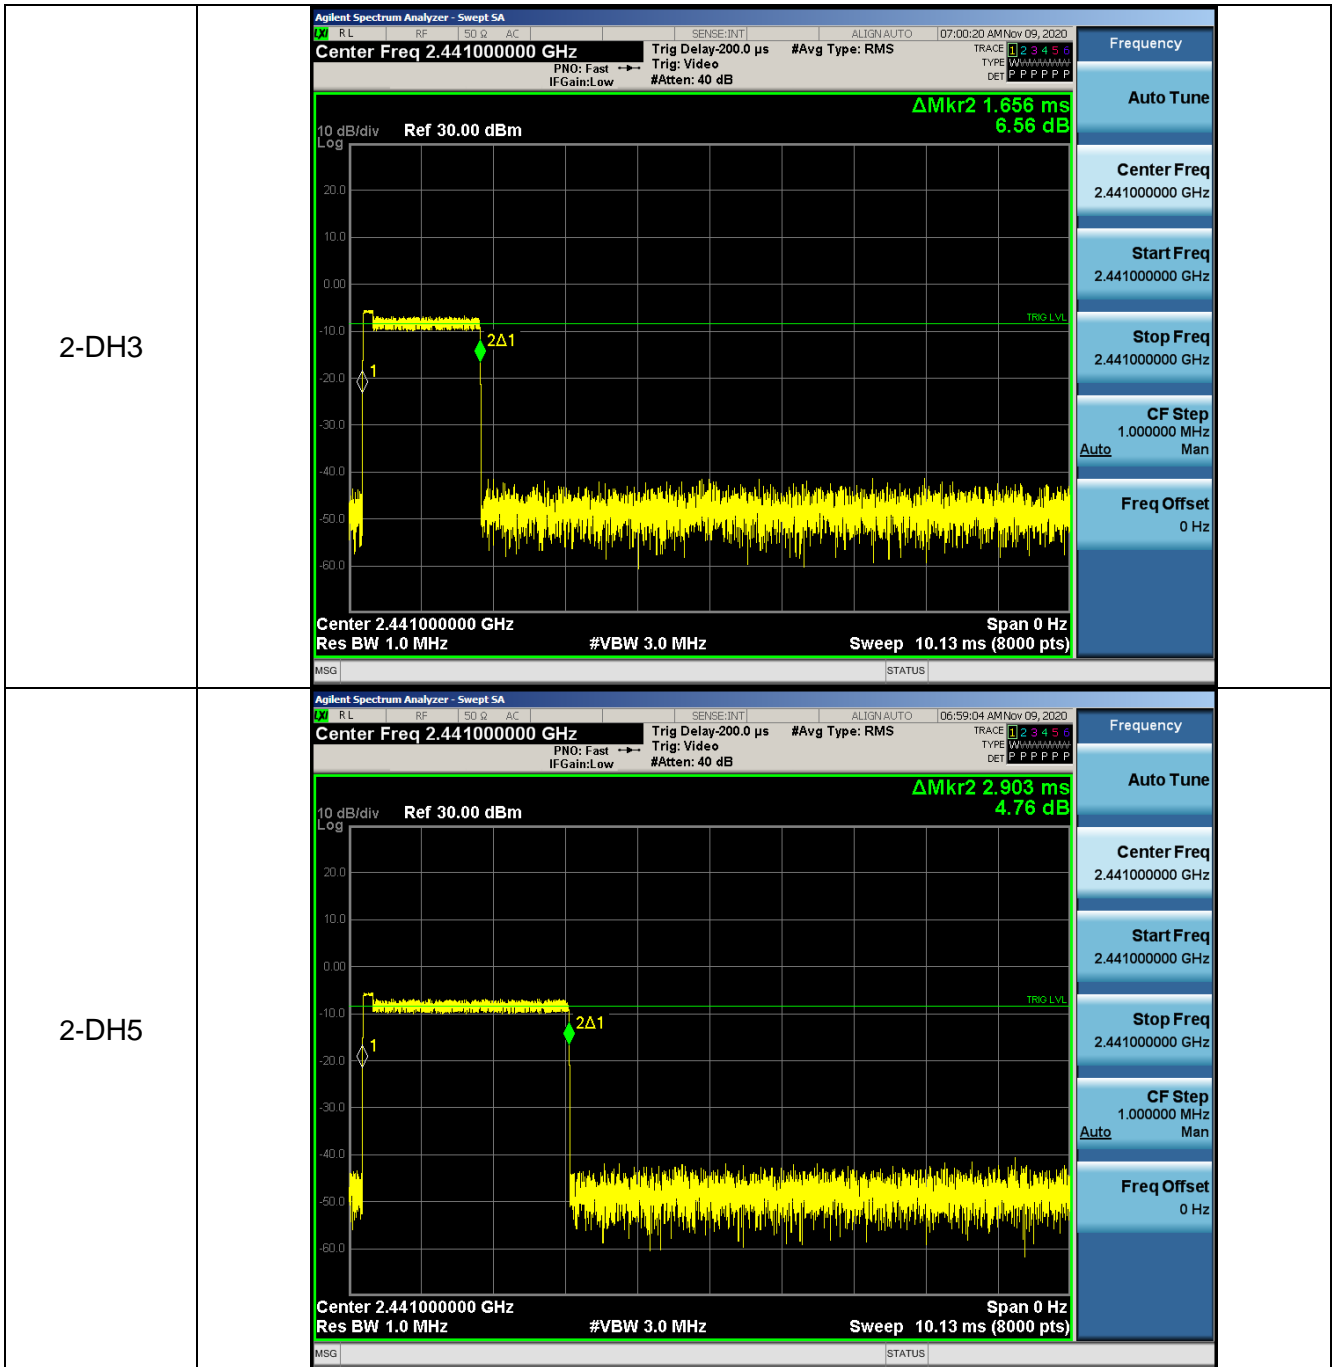 2-DH3
Agilent Spectrum Analyzer - Swept SA
LXI RL RF 50 Ω AC SENSE:INT ALIGN AUTO 07:00:20 AM Nov 09, 2020
Center Freq 2.441000000 GHz
PNO: Fast
IFGain:Low
Trig Delay-200.0 µs
Trig: Video
#Atten: 40 dB
#Avg Type: RMS
TRACE 1 2 3 4 5 6
TYPE
DET P P P P P P
ΔMkr2 1.656 ms
6.56 dB
10 dB/div Ref 30.00 dBm
Log
20.0
10.0
0.00
-10.0
-20.0
-30.0
-40.0
-50.0
-60.0
TRIG LVL
1
2Δ1
Center 2.441000000 GHz Span 0 Hz
Res BW 1.0 MHz #VBW 3.0 MHz Sweep 10.13 ms (8000 pts)
MSG STATUS
Frequency
Auto Tune
Center Freq
2.441000000 GHz
Start Freq
2.441000000 GHz
Stop Freq
2.441000000 GHz
CF Step
1.000000 MHz
Auto Man
Freq Offset
0 Hz
2-DH5
Agilent Spectrum Analyzer - Swept SA
LXI RL RF 50 Ω AC SENSE:INT ALIGN AUTO 06:59:04 AM Nov 09, 2020
Center Freq 2.441000000 GHz
PNO: Fast
IFGain:Low
Trig Delay-200.0 µs
Trig: Video
#Atten: 40 dB
#Avg Type: RMS
TRACE 1 2 3 4 5 6
TYPE
DET P P P P P P
ΔMkr2 2.903 ms
4.76 dB
10 dB/div Ref 30.00 dBm
Log
20.0
10.0
0.00
-10.0
-20.0
-30.0
-40.0
-50.0
-60.0
TRIG LVL
1
2Δ1
Center 2.441000000 GHz Span 0 Hz
Res BW 1.0 MHz #VBW 3.0 MHz Sweep 10.13 ms (8000 pts)
MSG STATUS
Frequency
Auto Tune
Center Freq
2.441000000 GHz
Start Freq
2.441000000 GHz
Stop Freq
2.441000000 GHz
CF Step
1.000000 MHz
Auto Man
Freq Offset
0 Hz